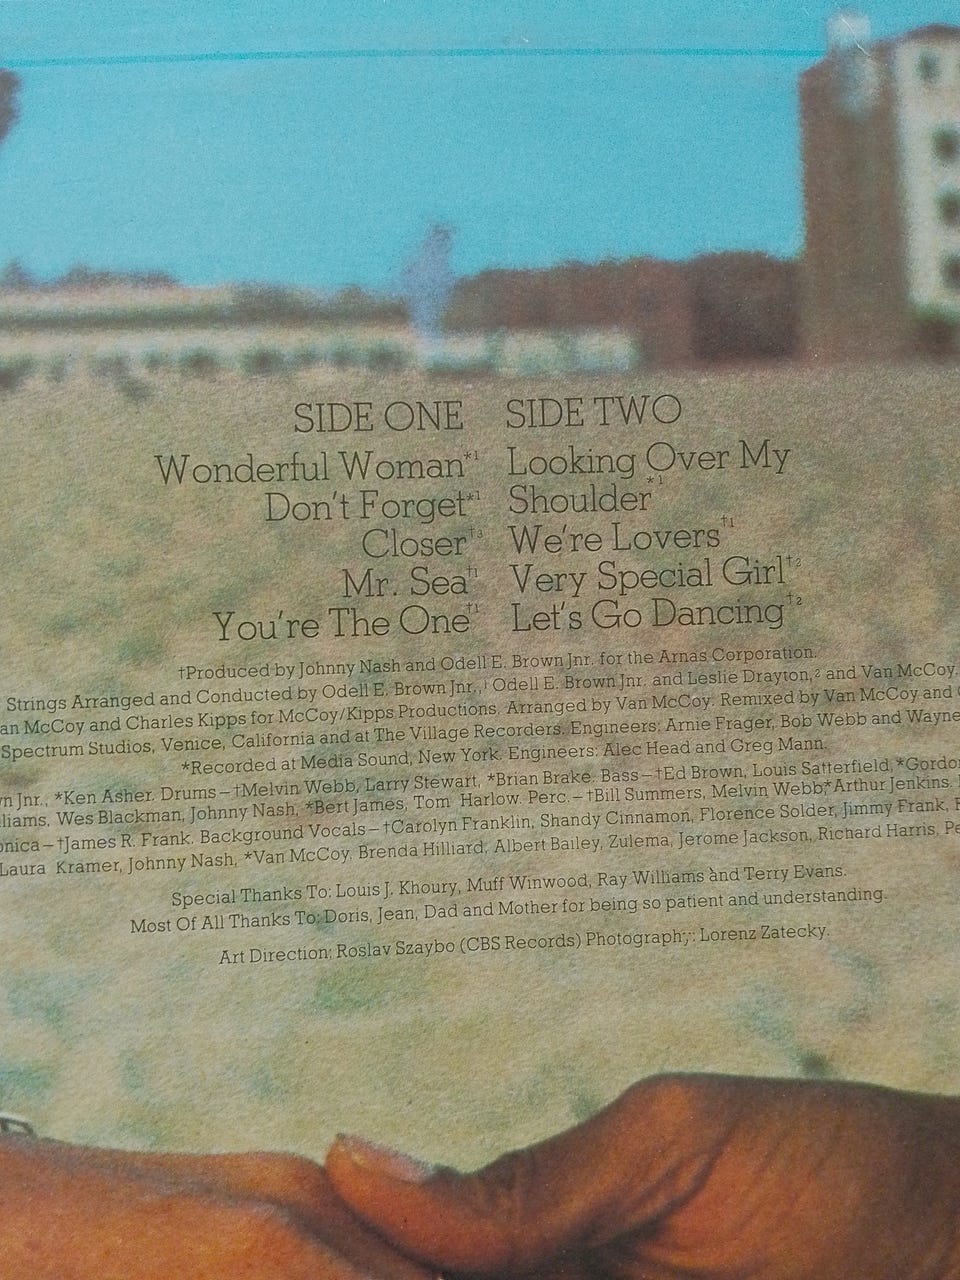 SIDE ONE
Wonderful Woman*¹
Don't Forget*¹
Closer†³
Mr. Sea†¹
You're The One†¹
SIDE TWO
Looking Over My
Shoulder*¹
We're Lovers†¹
Very Special Girl†²
Let's Go Dancing†²
†Produced by Johnny Nash and Odell E. Brown Jnr. for the Arnas Corporation.
Strings Arranged and Conducted by Odell E. Brown Jnr.,¹ Odell E. Brown Jnr. and Leslie Drayton,² and Van McCoy.
an McCoy and Charles Kipps for McCoy/Kipps Productions. Arranged by Van McCoy. Remixed by Van McCoy and
Spectrum Studios, Venice, California and at The Village Recorders. Engineers: Arnie Frager, Bob Webb and Wayne
*Recorded at Media Sound, New York. Engineers: Alec Head and Greg Mann.
n Jnr., *Ken Asher. Drums–†Melvin Webb, Larry Stewart, *Brian Brake. Bass–†Ed Brown, Louis Satterfield, *Gordo
liams, Wes Blackman, Johnny Nash, *Bert James, Tom Harlow. Perc.–†Bill Summers, Melvin Webb,*Arthur Jenkins.
onica–†James R. Frank. Background Vocals–†Carolyn Franklin, Shandy Cinnamon, Florence Solder, Jimmy Frank,
Laura Kramer, Johnny Nash, *Van McCoy, Brenda Hilliard, Albert Bailey, Zulema, Jerome Jackson, Richard Harris, Pe
Special Thanks To: Louis J. Khoury, Muff Winwood, Ray Williams and Terry Evans.
Most Of All Thanks To: Doris, Jean, Dad and Mother for being so patient and understanding.
Art Direction: Roslav Szaybo (CBS Records) Photography: Lorenz Zatecky.